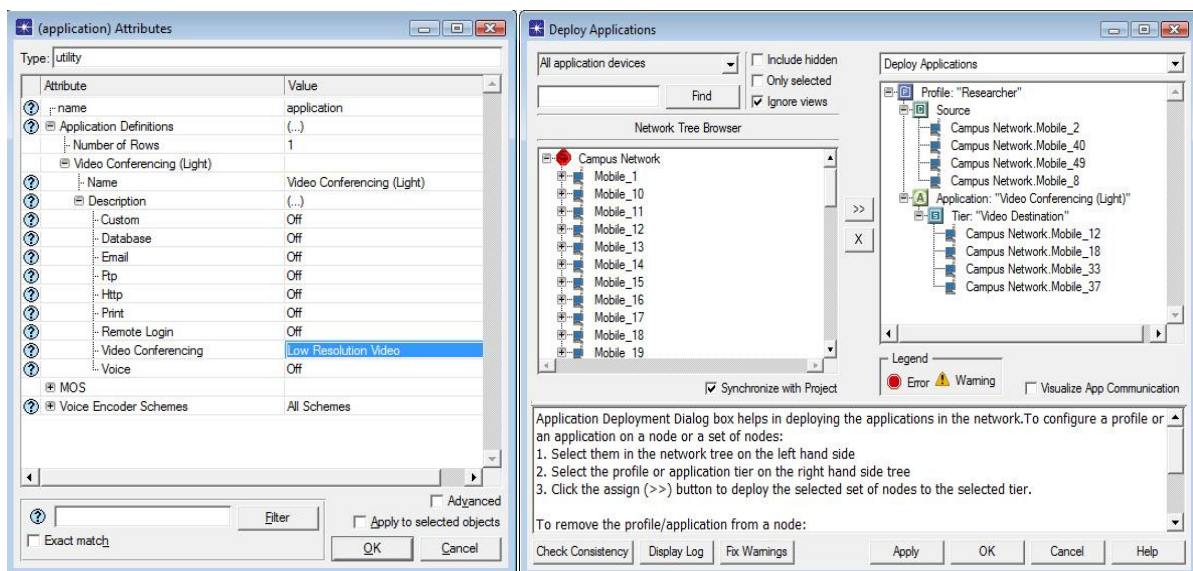 (application) Attributes
Type: utility
Attribute Value
name application
Application Definitions (...)
Number of Rows 1
Video Conferencing (Light)
Name Video Conferencing (Light)
Description (...)
Custom Off
Database Off
Email Off
Ftp Off
Http Off
Print Off
Remote Login Off
Video Conferencing Low Resolution Video
Voice Off
MOS
Voice Encoder Schemes All Schemes
Advanced
Filter
Apply to selected objects
Exact match
OK Cancel
Deploy Applications
All application devices
Include hidden
Only selected
Find
Ignore views
Network Tree Browser
Campus Network
Mobile_1
Mobile_10
Mobile_11
Mobile_12
Mobile_13
Mobile_14
Mobile_15
Mobile_16
Mobile_17
Mobile_18
Mobile_19
>>
X
Synchronize with Project
Deploy Applications
Profile: "Researcher"
Source
Campus Network.Mobile_2
Campus Network.Mobile_40
Campus Network.Mobile_49
Campus Network.Mobile_8
Application: "Video Conferencing (Light)"
Tier: "Video Destination"
Campus Network.Mobile_12
Campus Network.Mobile_18
Campus Network.Mobile_33
Campus Network.Mobile_37
Legend
Error Warning
Visualize App Communication
Application Deployment Dialog box helps in deploying the applications in the network.To configure a profile or
an application on a node or a set of nodes:
1. Select them in the network tree on the left hand side
2. Select the profile or application tier on the right hand side tree
3. Click the assign (>>) button to deploy the selected set of nodes to the selected tier.
To remove the profile/application from a node:
Check Consistency Display Log Fix Warnings Apply OK Cancel Help